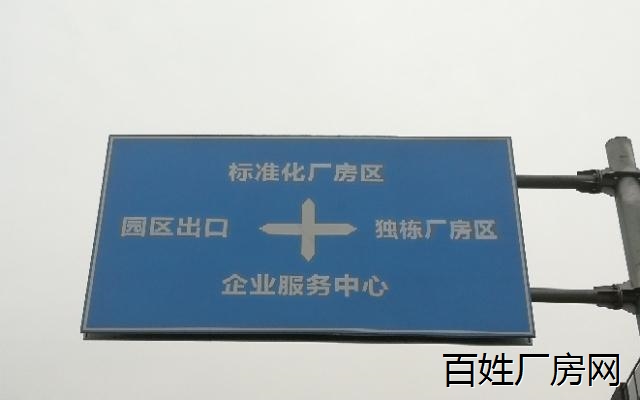 标准化厂房区
园区出口
独栋厂房区
企业服务中心
百姓厂房网